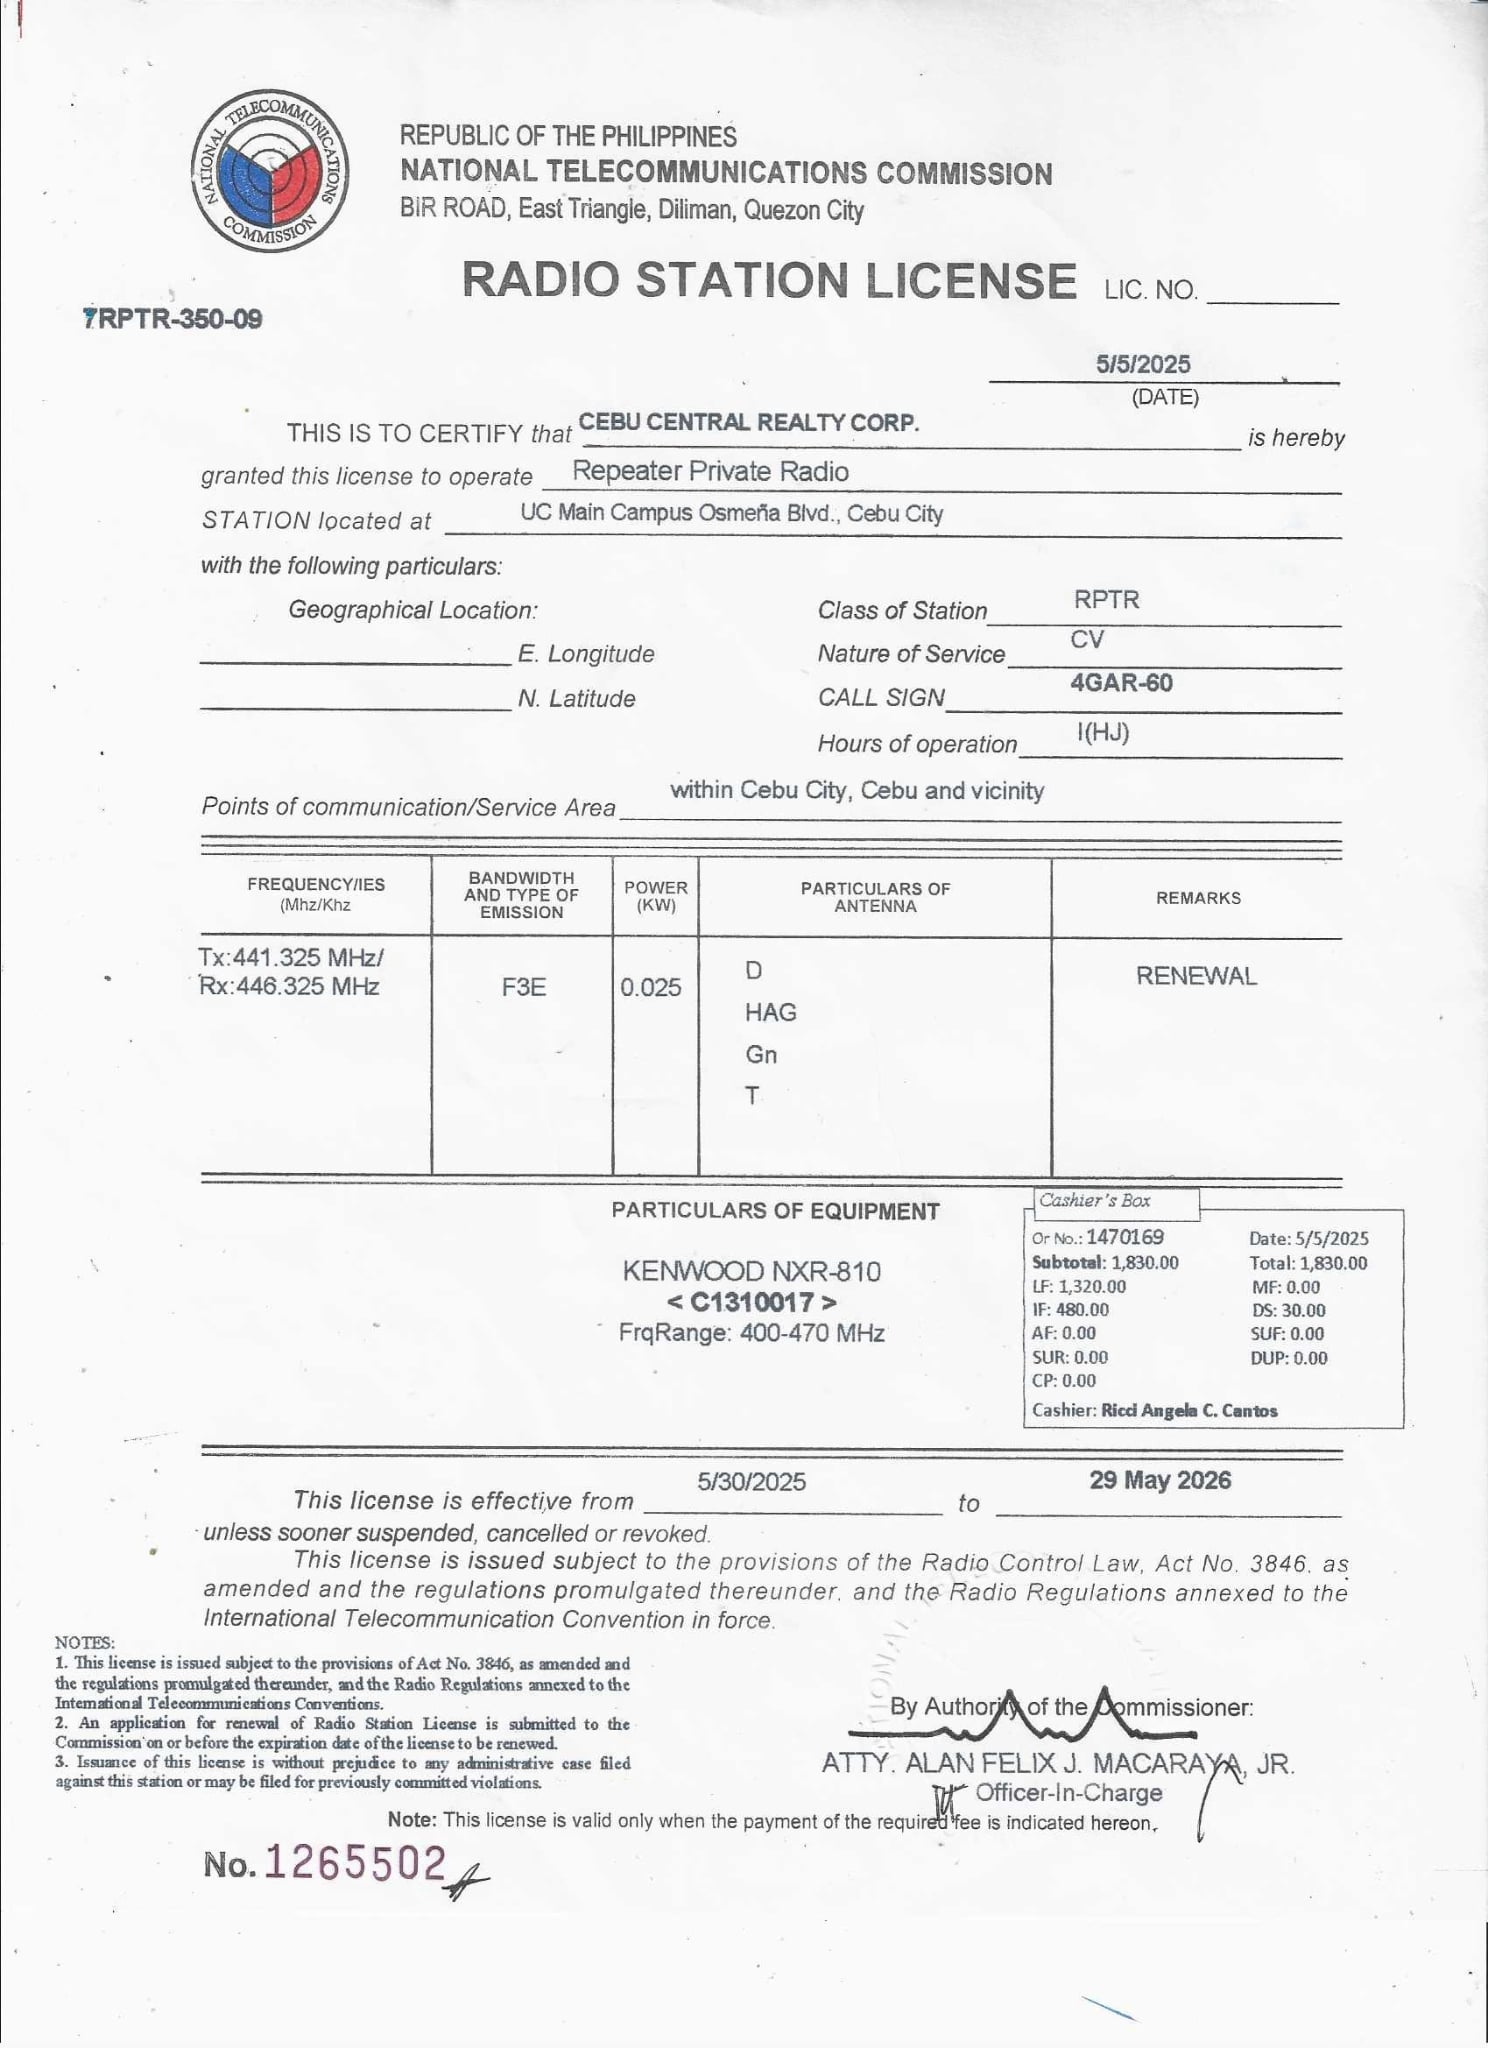 NATIONAL TELECOMMUNICATIONS COMMISSION
REPUBLIC OF THE PHILIPPINES
NATIONAL TELECOMMUNICATIONS COMMISSION
BIR ROAD, East Triangle, Diliman, Quezon City
RADIO STATION LICENSE LIC. NO.
7RPTR-350-09
5/5/2025
(DATE)
THIS IS TO CERTIFY that CEBU CENTRAL REALTY CORP. is hereby
granted this license to operate Repeater Private Radio
STATION located at UC Main Campus Osmeña Blvd., Cebu City
with the following particulars:
Geographical Location: Class of Station RPTR
E. Longitude Nature of Service CV
N. Latitude CALL SIGN 4GAR-60
Hours of operation I(HJ)
Points of communication/Service Area within Cebu City, Cebu and vicinity
FREQUENCY/IES
(Mhz/Khz
BANDWIDTH
AND TYPE OF
EMISSION
POWER
(KW)
PARTICULARS OF
ANTENNA
REMARKS
Tx:441.325 MHz/
Rx:446.325 MHz
F3E
0.025
D
HAG
Gn
T
RENEWAL
PARTICULARS OF EQUIPMENT
KENWOOD NXR-810
< C1310017 >
FrqRange: 400-470 MHz
Cashier's Box
Or No.: 1470169 Date: 5/5/2025
Subtotal: 1,830.00 Total: 1,830.00
LF: 1,320.00 MF: 0.00
IF: 480.00 DS: 30.00
AF: 0.00 SUF: 0.00
SUR: 0.00 DUP: 0.00
CP: 0.00
Cashier: Ricci Angela C. Cantos
This license is effective from 5/30/2025 to 29 May 2026
unless sooner suspended, cancelled or revoked.
This license is issued subject to the provisions of the Radio Control Law, Act No. 3846, as
amended and the regulations promulgated thereunder, and the Radio Regulations annexed to the
International Telecommunication Convention in force.
NOTES:
1. This license is issued subject to the provisions of Act No. 3846, as amended and
the regulations promulgated thereunder, and the Radio Regulations annexed to the
International Telecommunications Conventions.
2. An application for renewal of Radio Station License is submitted to the
Commission on or before the expiration date of the license to be renewed.
3. Issuance of this license is without prejudice to any administrative case filed
against this station or may be filed for previously committed violations.
By Authority of the Commissioner:
ATTY. ALAN FELIX J. MACARAYA, JR.
Officer-In-Charge
Note: This license is valid only when the payment of the required fee is indicated hereon.
No. 1265502